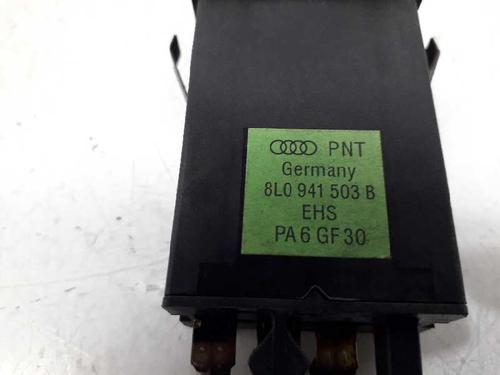 PNT
Germany
8L0 941 503 B
EHS
PA 6 GF 30